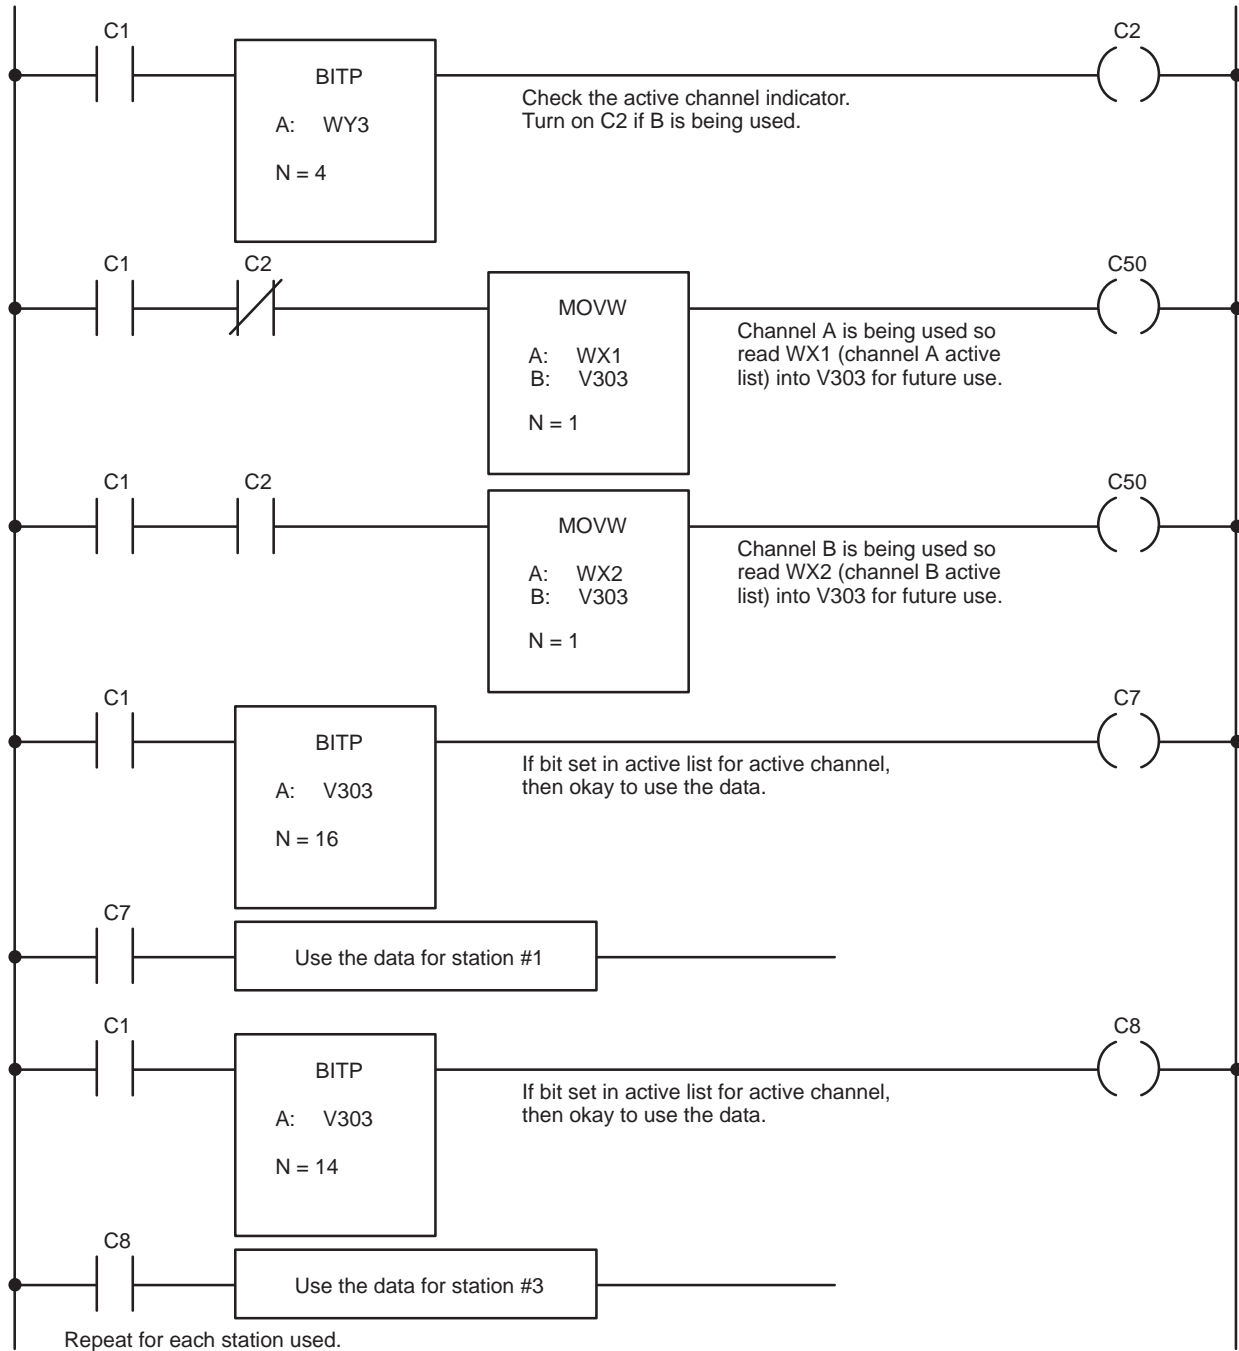 C1
C2
BITP
A: WY3
N = 4
Check the active channel indicator.
Turn on C2 if B is being used.
C1
C2
C50
MOVW
A: WX1
B: V303
N = 1
Channel A is being used so
read WX1 (channel A active
list) into V303 for future use.
C1
C2
C50
MOVW
A: WX2
B: V303
N = 1
Channel B is being used so
read WX2 (channel B active
list) into V303 for future use.
C1
C7
BITP
A: V303
N = 16
If bit set in active list for active channel,
then okay to use the data.
C7
Use the data for station #1
C1
C8
BITP
A: V303
N = 14
If bit set in active list for active channel,
then okay to use the data.
C8
Use the data for station #3
Repeat for each station used.